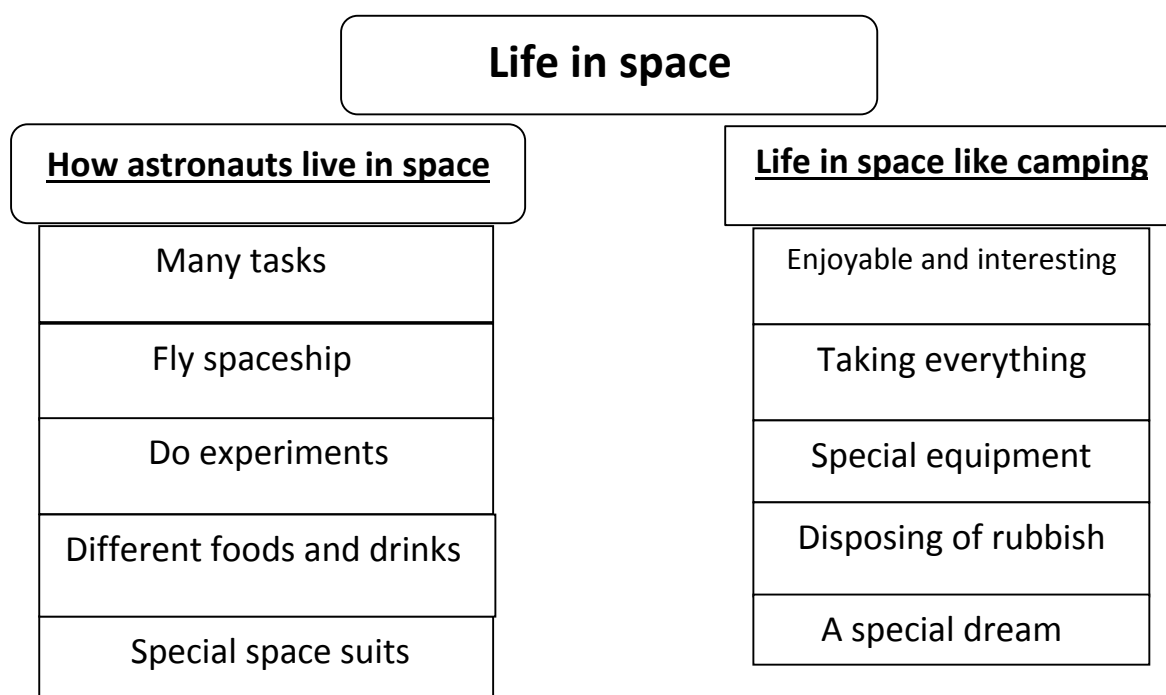 Life in space
How astronauts live in space
Many tasks
Fly spaceship
Do experiments
Different foods and drinks
Special space suits
Life in space like camping
Enjoyable and interesting
Taking everything
Special equipment
Disposing of rubbish
A special dream